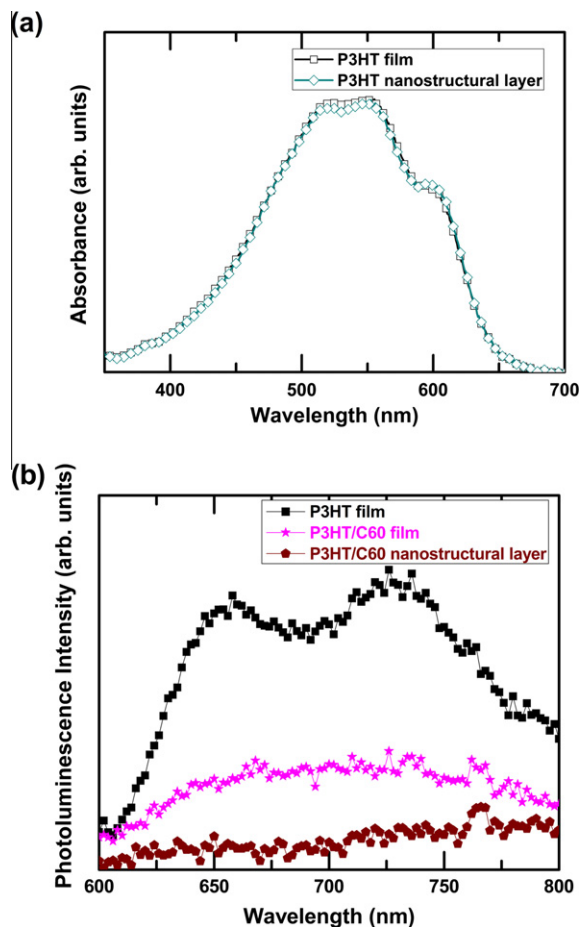 (a)
P3HT film
P3HT nanostructural layer
Absorbance (arb. units)
400 500 600 700
Wavelength (nm)
(b)
P3HT film
P3HT/C60 film
P3HT/C60 nanostructural layer
Photoluminescence Intensity (arb. units)
600 650 700 750 800
Wavelength (nm)